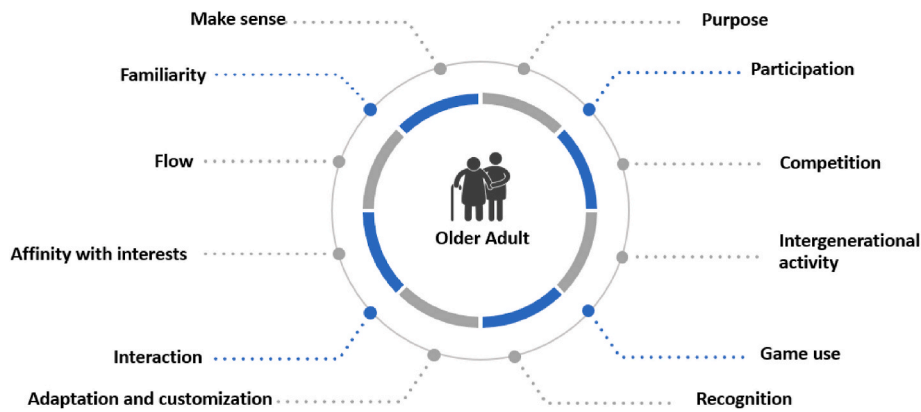 Make sense
Purpose
Familiarity
Participation
Flow
Competition
Affinity with interests
Intergenerational
activity
Older Adult
Interaction
Game use
Adaptation and customization
Recognition